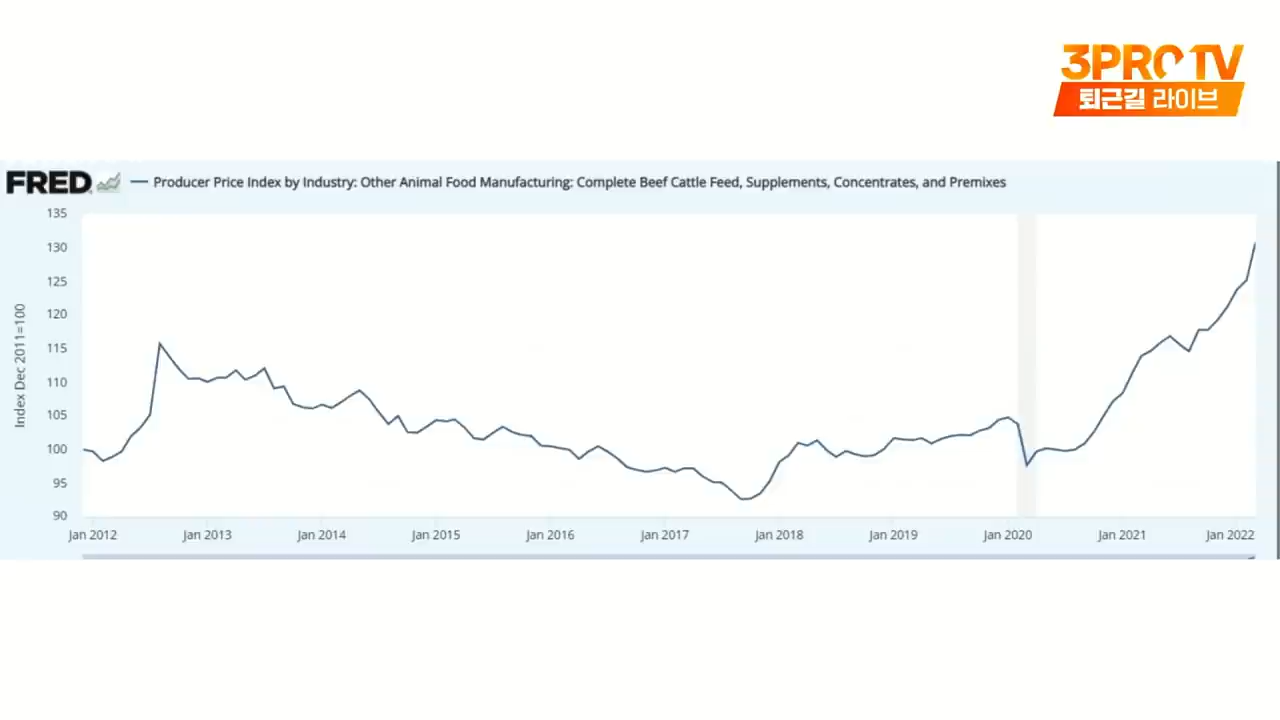 3PRO TV
퇴근길 라이브
FRED
Producer Price Index by Industry: Other Animal Food Manufacturing: Complete Beef Cattle Feed, Supplements, Concentrates, and Premixes
Index Dec 2011=100
135
130
125
120
115
110
105
100
95
90
Jan 2012 Jan 2013 Jan 2014 Jan 2015 Jan 2016 Jan 2017 Jan 2018 Jan 2019 Jan 2020 Jan 2021 Jan 2022